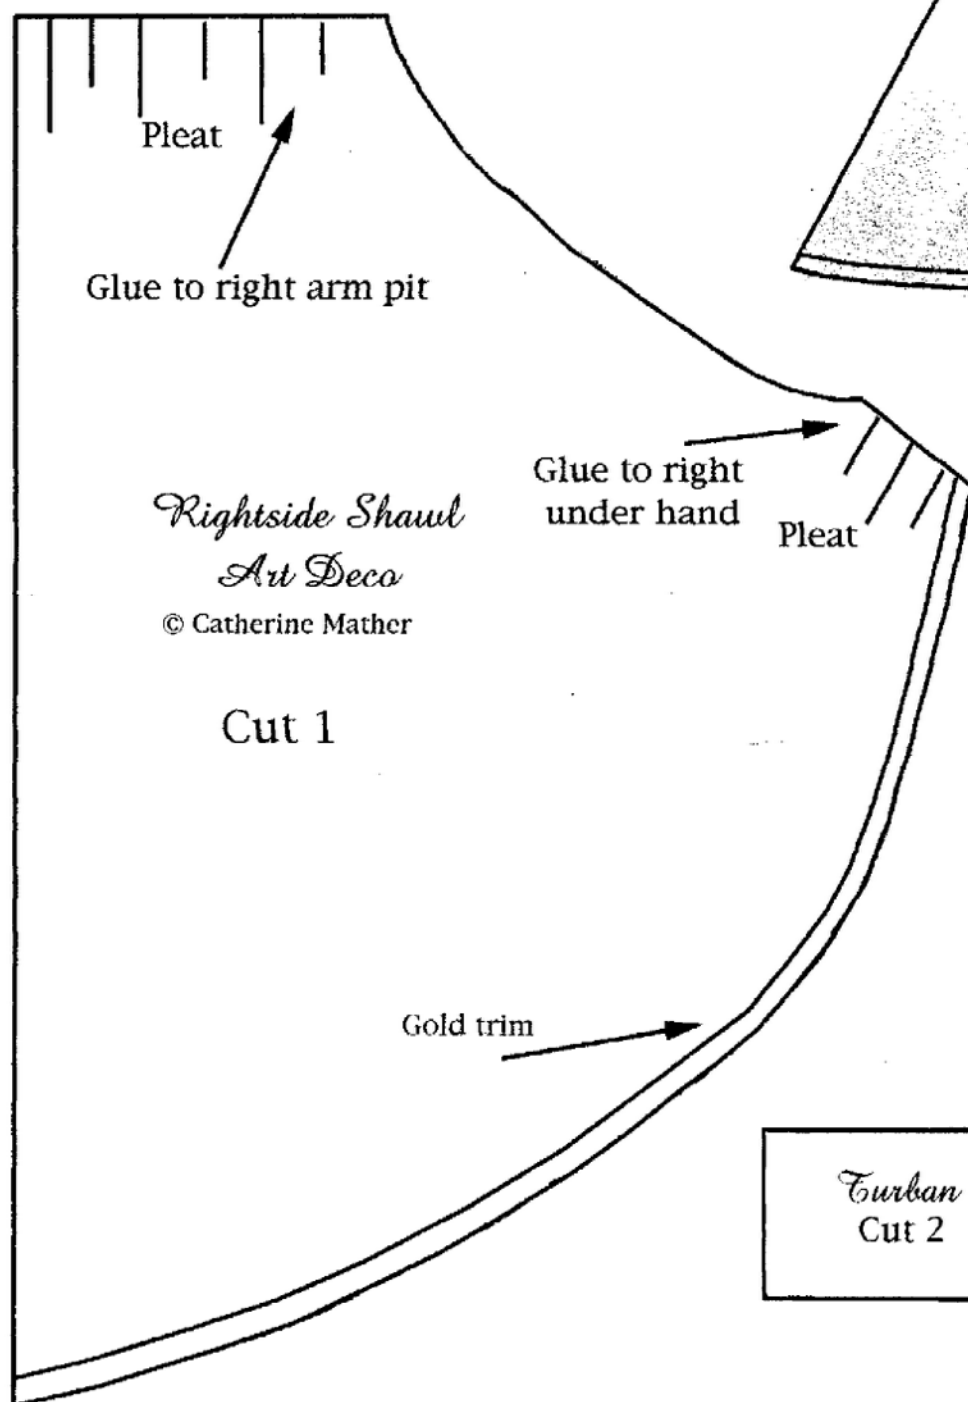 Pleat
Glue to right arm pit
Glue to right
under hand
Pleat
Rightside Shawl
Art Deco
© Catherine Mather
Cut 1
Gold trim
Turban
Cut 2